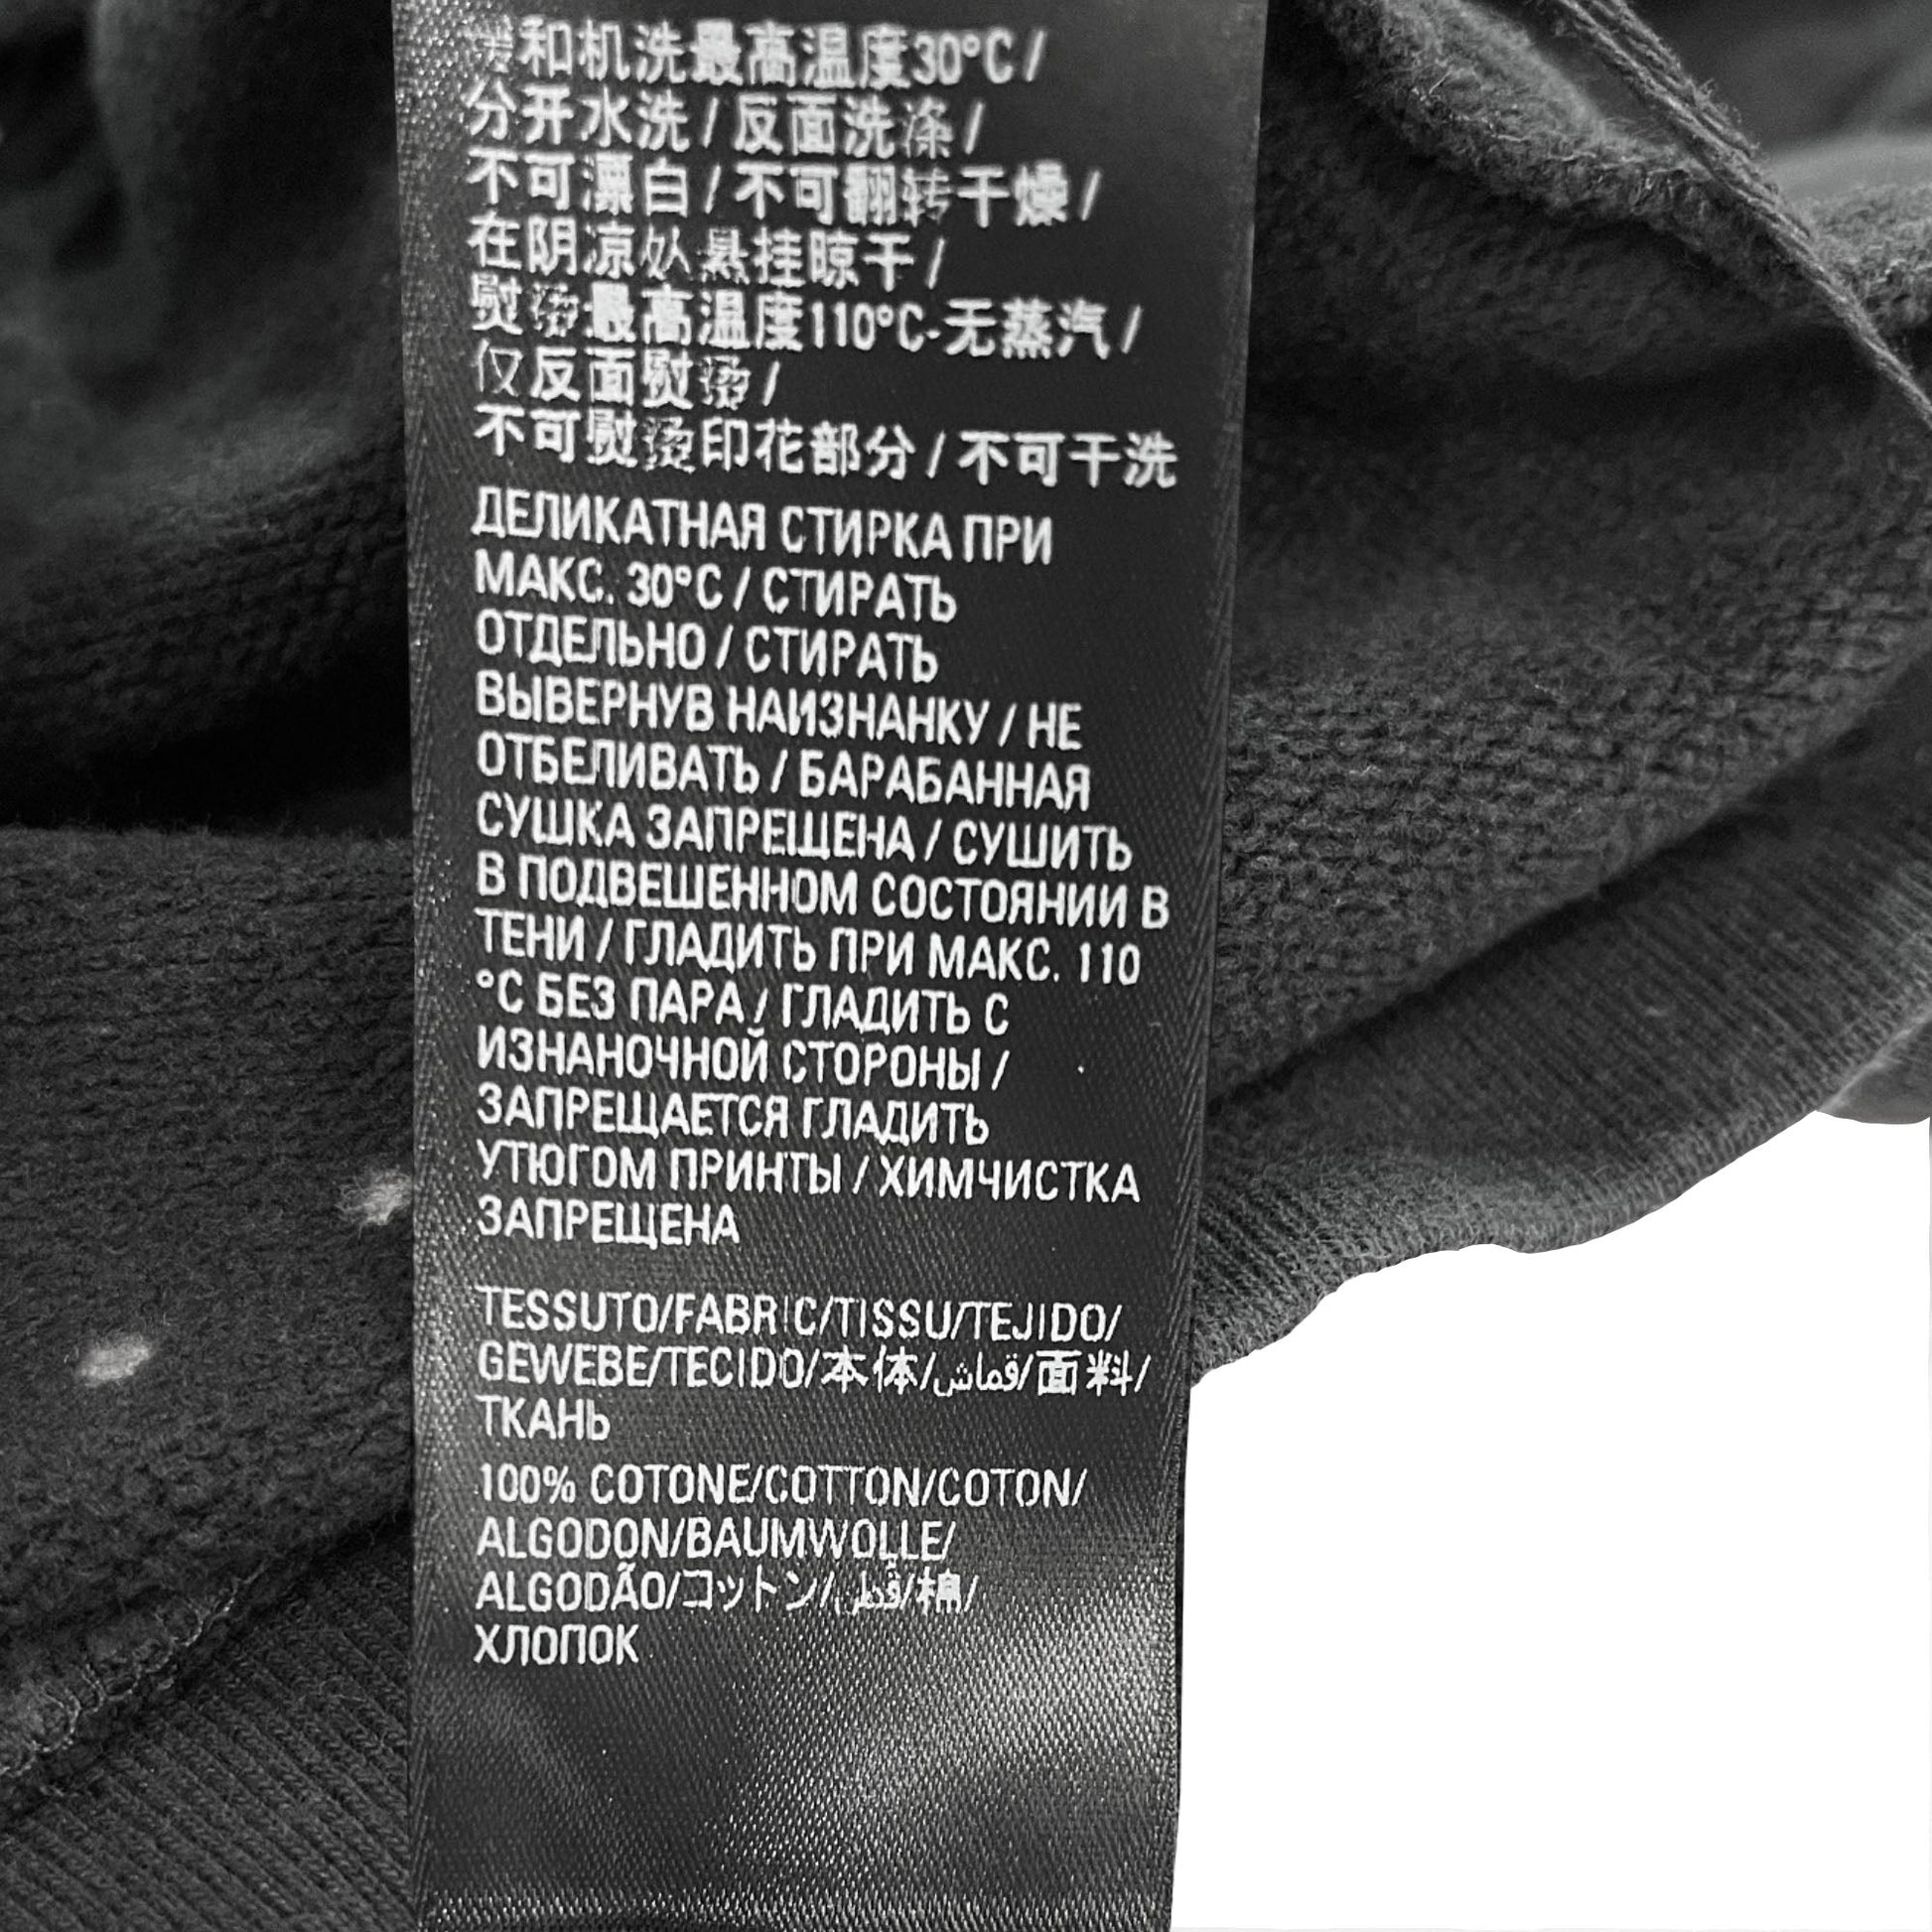 和机洗最高温度30°C/
分开水洗/反面洗涤/
不可漂白/不可翻转干燥/
在阴凉处悬挂晾干/
熨烫最高温度110°C-无蒸汽/
仅反面熨烫/
不可熨烫印花部分/不可干洗
ДЕЛИКАТНАЯ СТИРКА ПРИ
МАКС. 30°C / СТИРАТЬ
ОТДЕЛЬНО / СТИРАТЬ
ВЫВЕРНУВ НАИЗНАНКУ / НЕ
ОТБЕЛИВАТЬ / БАРАБАННАЯ
СУШКА ЗАПРЕЩЕНА / СУШИТЬ
В ПОДВЕШЕННОМ СОСТОЯНИИ В
ТЕНИ / ГЛАДИТЬ ПРИ МАКС. 110
°C БЕЗ ПАРА / ГЛАДИТЬ С
ИЗНАНОЧНОЙ СТОРОНЫ /
ЗАПРЕЩАЕТСЯ ГЛАДИТЬ
УТЮГОМ ПРИНТЫ / ХИМЧИСТКА
ЗАПРЕЩЕНА
TESSUTO/FABRIC/TISSU/TEJIDO/
GEWEBE/TECIDO/本体/قماش/面料/
ТКАНЬ
100% COTONE/COTTON/COTON/
ALGODON/BAUMWOLLE/
ALGODÃO/コットン/قطن/棉/
ХЛОПОК